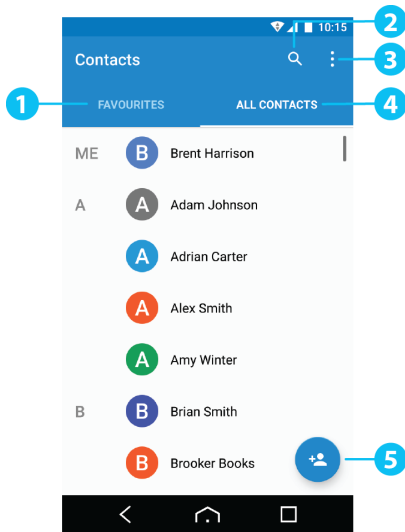 10:15
2
Contacts
3
1
FAVOURITES
ALL CONTACTS
4
ME
B
Brent Harrison
A
A
Adam Johnson
A
Adrian Carter
A
Alex Smith
A
Amy Winter
B
B
Brian Smith
B
Brooker Books
5